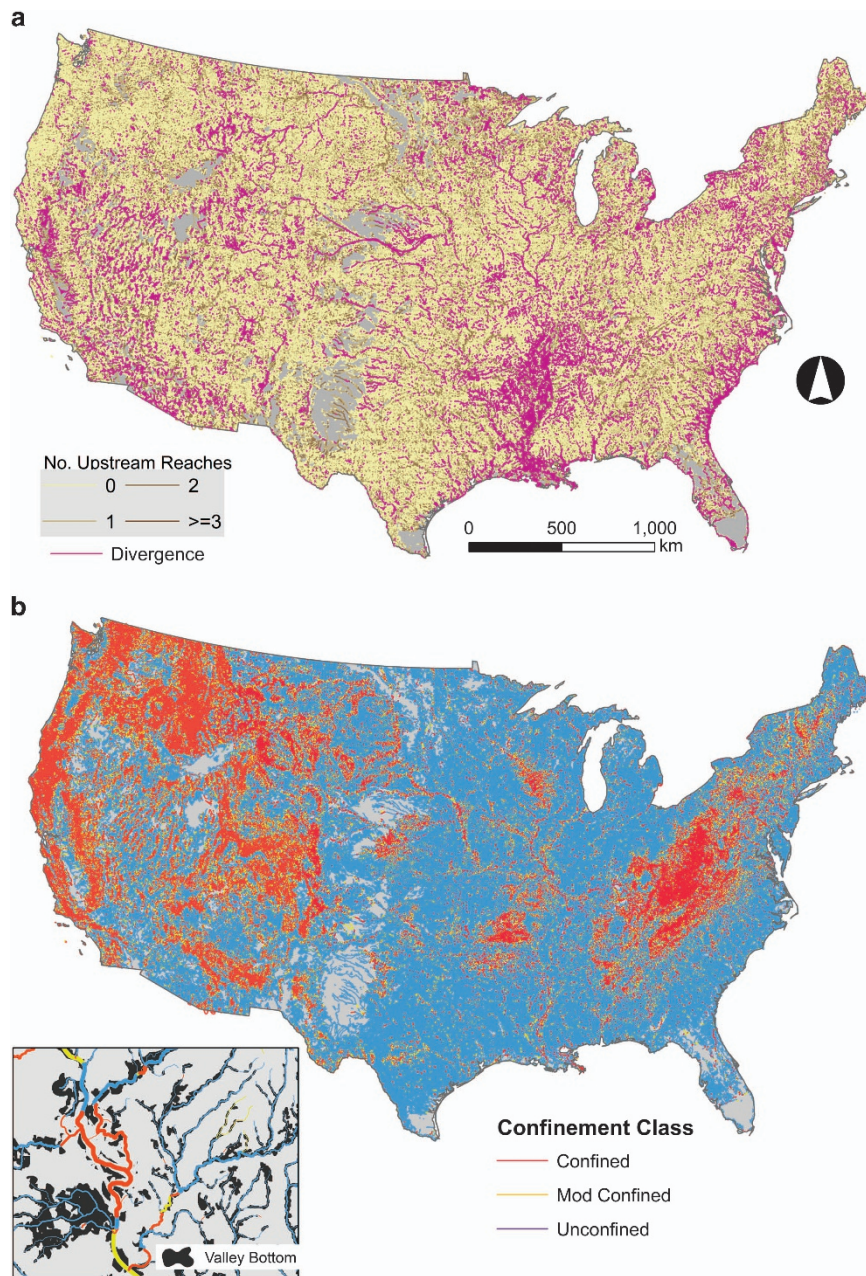 a
No. Upstream Reaches
0 2
1 >=3
Divergence
0 500 1,000
km
b
Confinement Class
Confined
Mod Confined
Unconfined
Valley Bottom